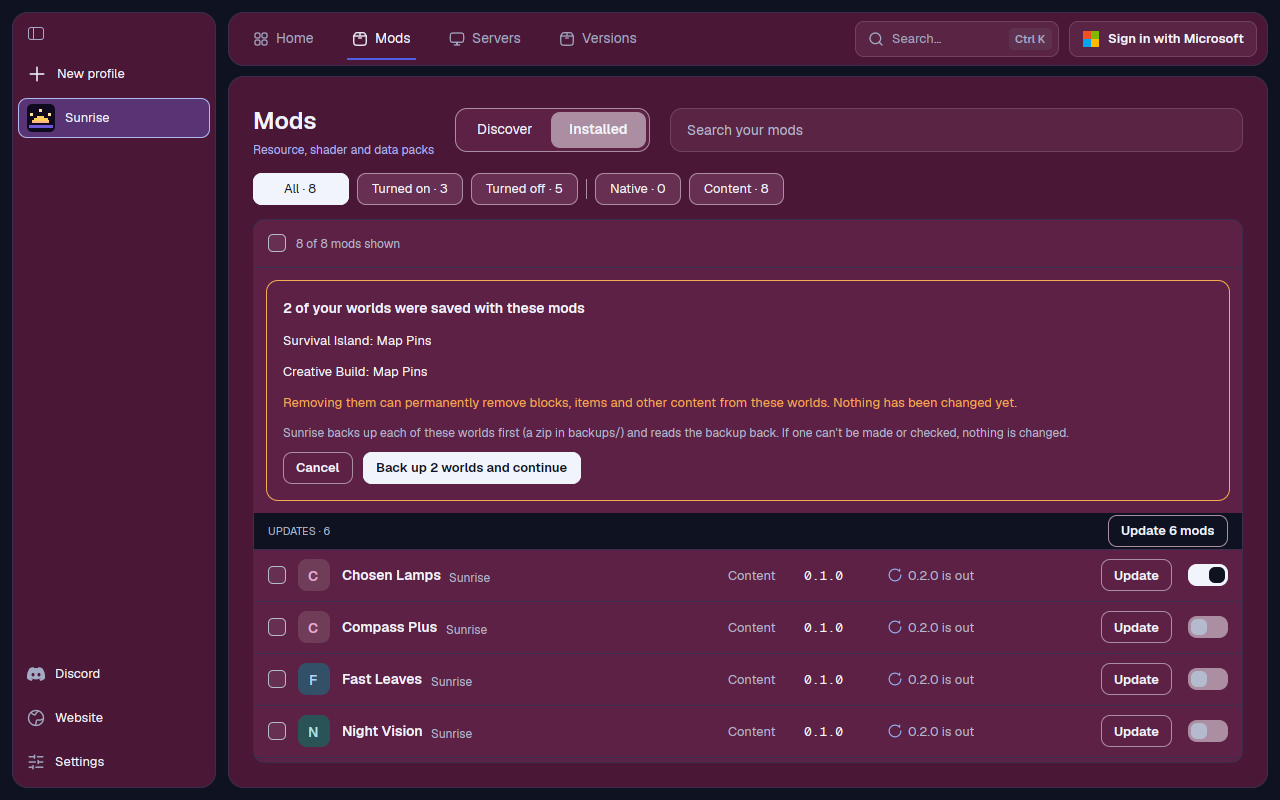 Home
Mods
Servers
Versions
Search...
Ctrl K
Sign in with Microsoft
New profile
Sunrise
Discord
Website
Settings
Mods
Resource, shader and data packs
Discover
Installed
Search your mods
All · 8
Turned on · 3
Turned off · 5
Native · 0
Content · 8
8 of 8 mods shown
2 of your worlds were saved with these mods
Survival Island: Map Pins
Creative Build: Map Pins
Removing them can permanently remove blocks, items and other content from these worlds. Nothing has been changed yet.
Sunrise backs up each of these worlds first (a zip in backups/) and reads the backup back. If one can't be made or checked, nothing is changed.
Cancel
Back up 2 worlds and continue
UPDATES · 6
Update 6 mods
C Chosen Lamps Sunrise Content 0.1.0 0.2.0 is out Update
C Compass Plus Sunrise Content 0.1.0 0.2.0 is out Update
F Fast Leaves Sunrise Content 0.1.0 0.2.0 is out Update
N Night Vision Sunrise Content 0.1.0 0.2.0 is out Update